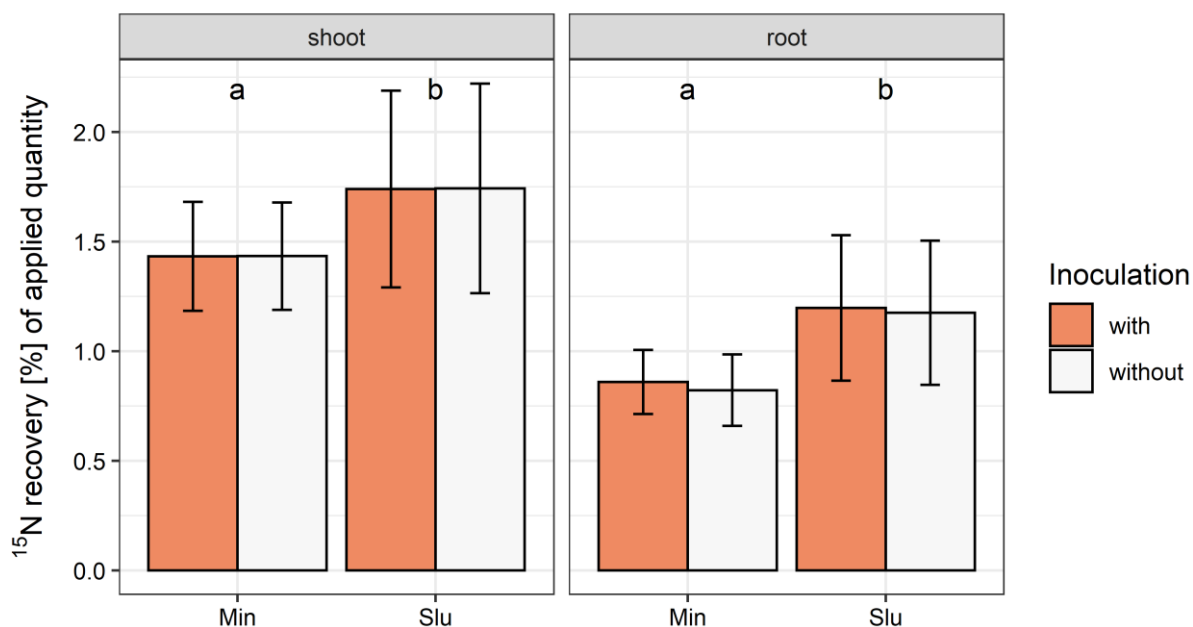 shoot
root
a
b
a
b
¹⁵N recovery [%] of applied quantity
2.0
1.5
1.0
0.5
0.0
Min
Slu
Min
Slu
Inoculation
with
without